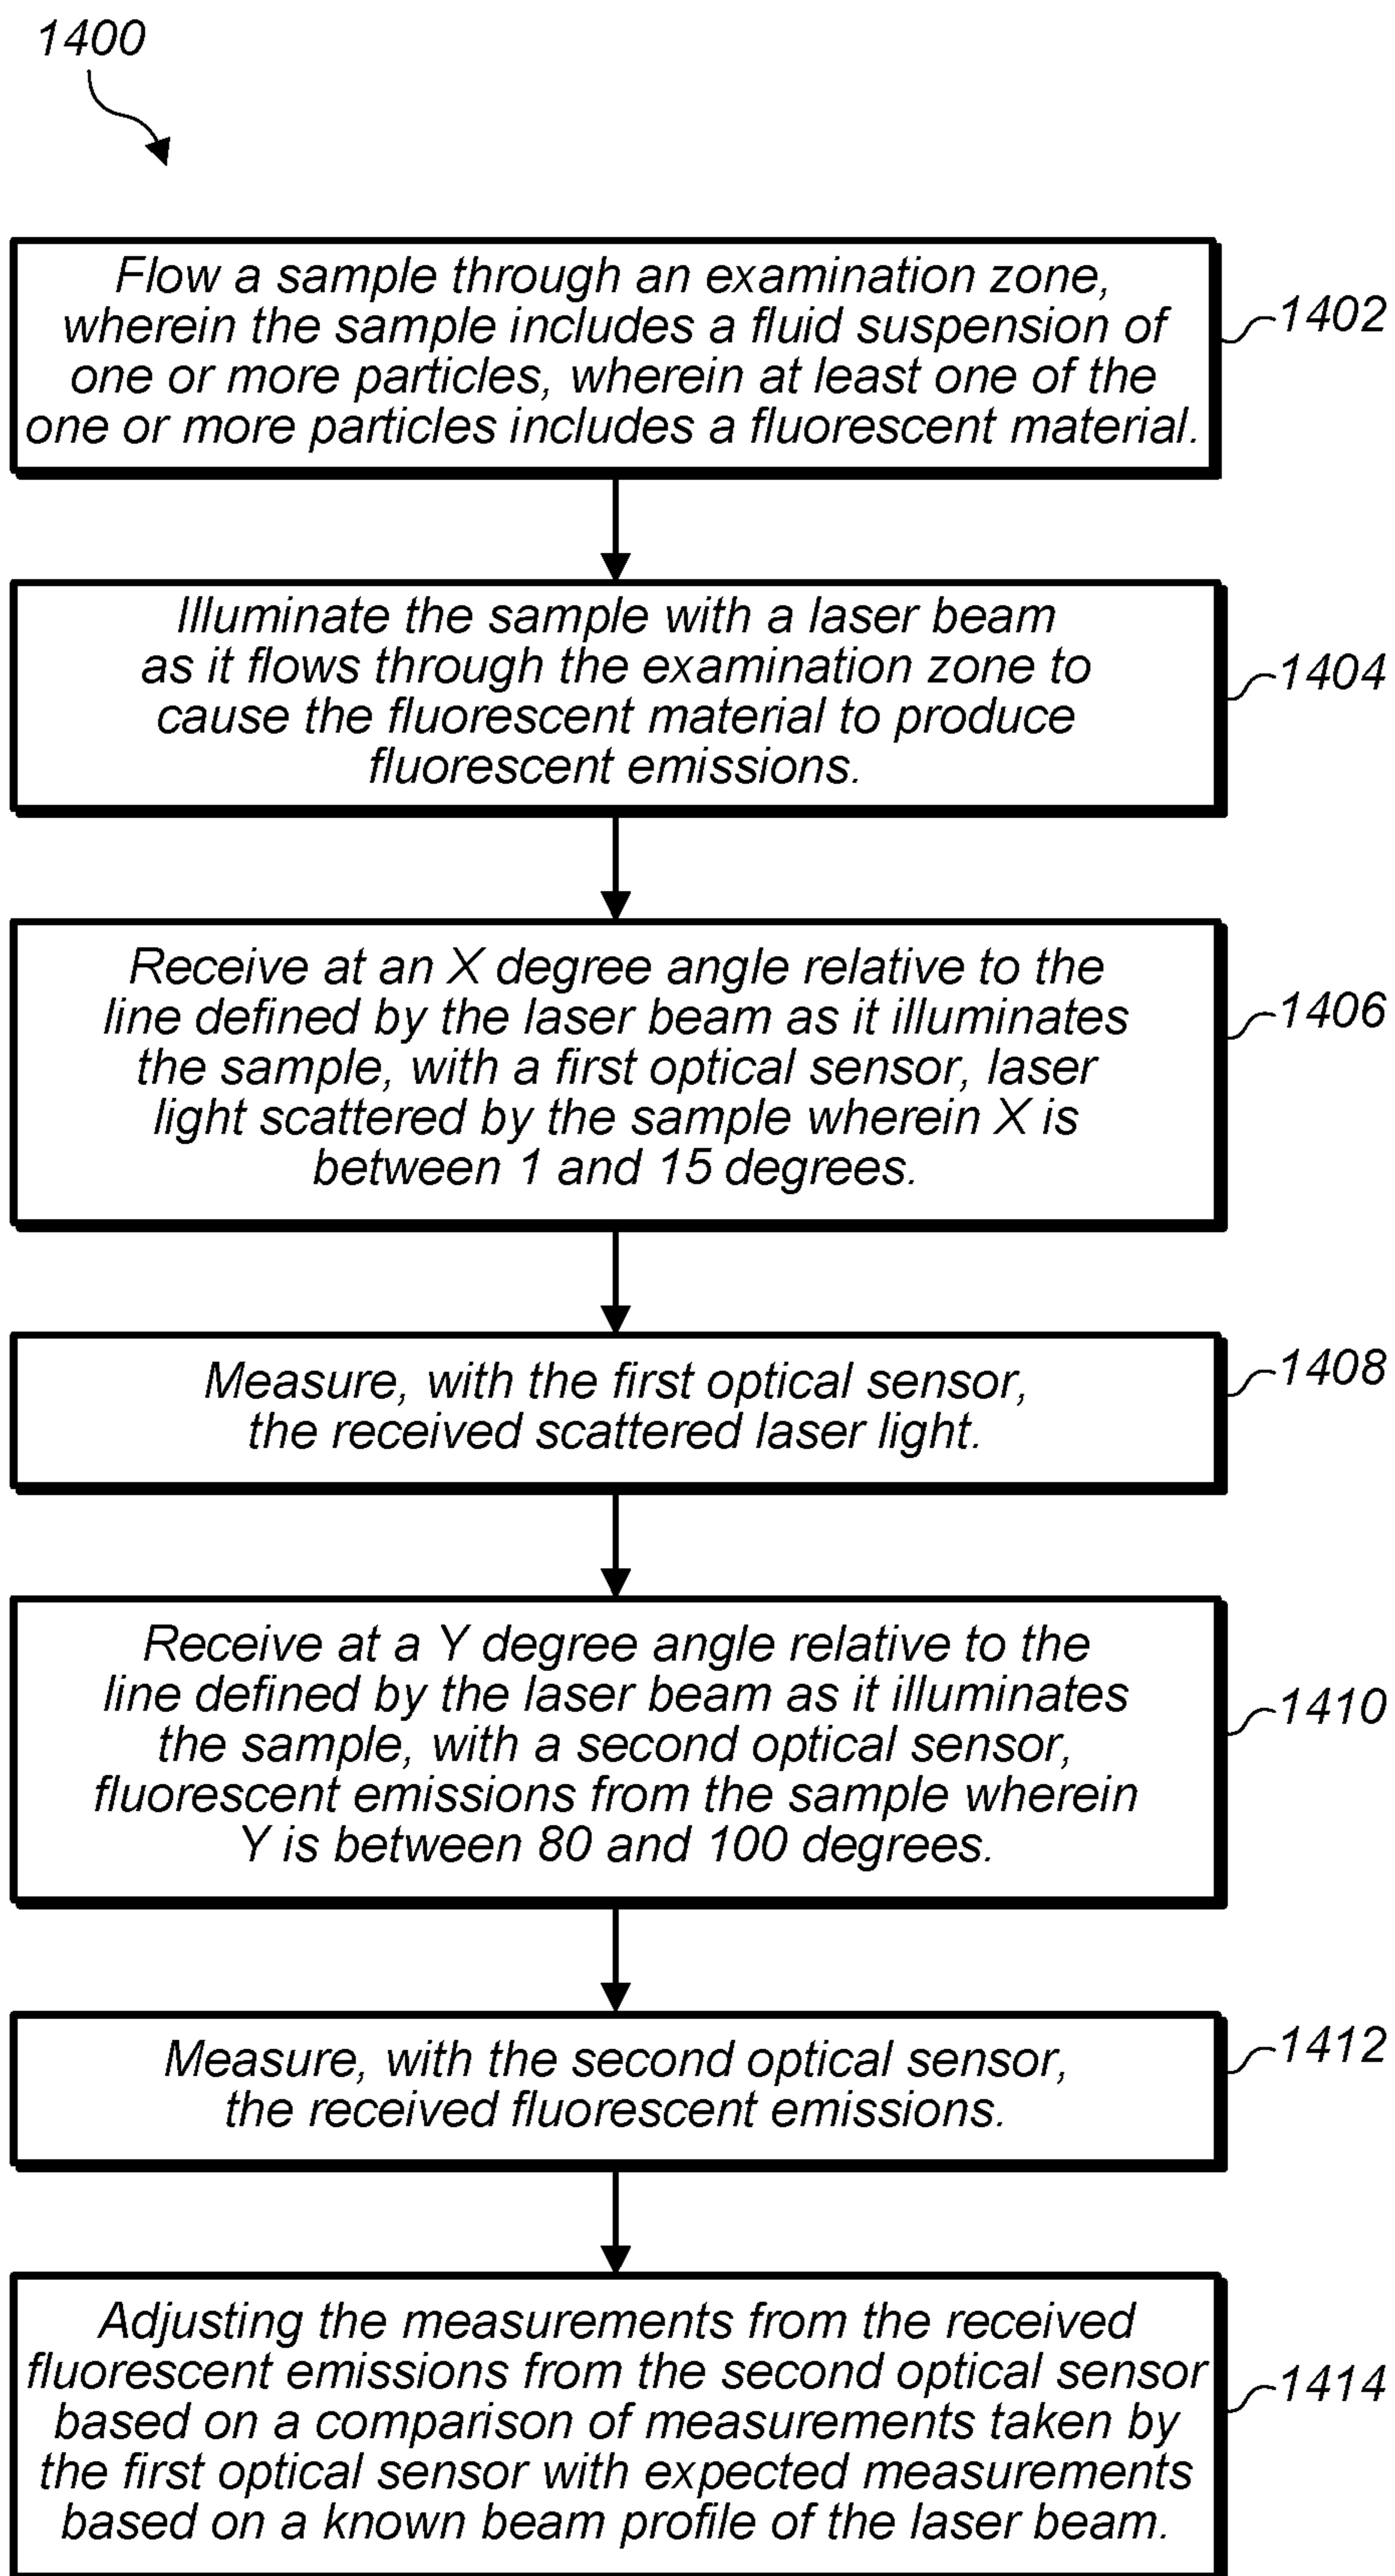 1400
Flow a sample through an examination zone,
wherein the sample includes a fluid suspension of
one or more particles, wherein at least one of the
one or more particles includes a fluorescent material.
1402
Illuminate the sample with a laser beam
as it flows through the examination zone to
cause the fluorescent material to produce
fluorescent emissions.
1404
Receive at an X degree angle relative to the
line defined by the laser beam as it illuminates
the sample, with a first optical sensor, laser
light scattered by the sample wherein X is
between 1 and 15 degrees.
1406
Measure, with the first optical sensor,
the received scattered laser light.
1408
Receive at a Y degree angle relative to the
line defined by the laser beam as it illuminates
the sample, with a second optical sensor,
fluorescent emissions from the sample wherein
Y is between 80 and 100 degrees.
1410
Measure, with the second optical sensor,
the received fluorescent emissions.
1412
Adjusting the measurements from the received
fluorescent emissions from the second optical sensor
based on a comparison of measurements taken by
the first optical sensor with expected measurements
based on a known beam profile of the laser beam.
1414